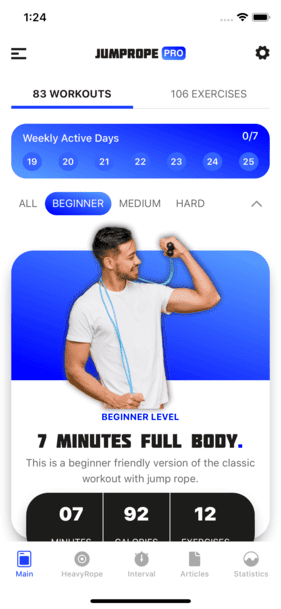 1:24
JUMPROPE PRO
83 WORKOUTS 106 EXERCISES
Weekly Active Days 0/7
19 20 21 22 23 24 25
ALL BEGINNER MEDIUM HARD
BEGINNER LEVEL
7 MINUTES FULL BODY.
This is a beginner friendly version of the classic
workout with jump rope.
07 92 12
MINUTES CALORIES EXERCISES
Main HeavyRope Interval Articles Statistics